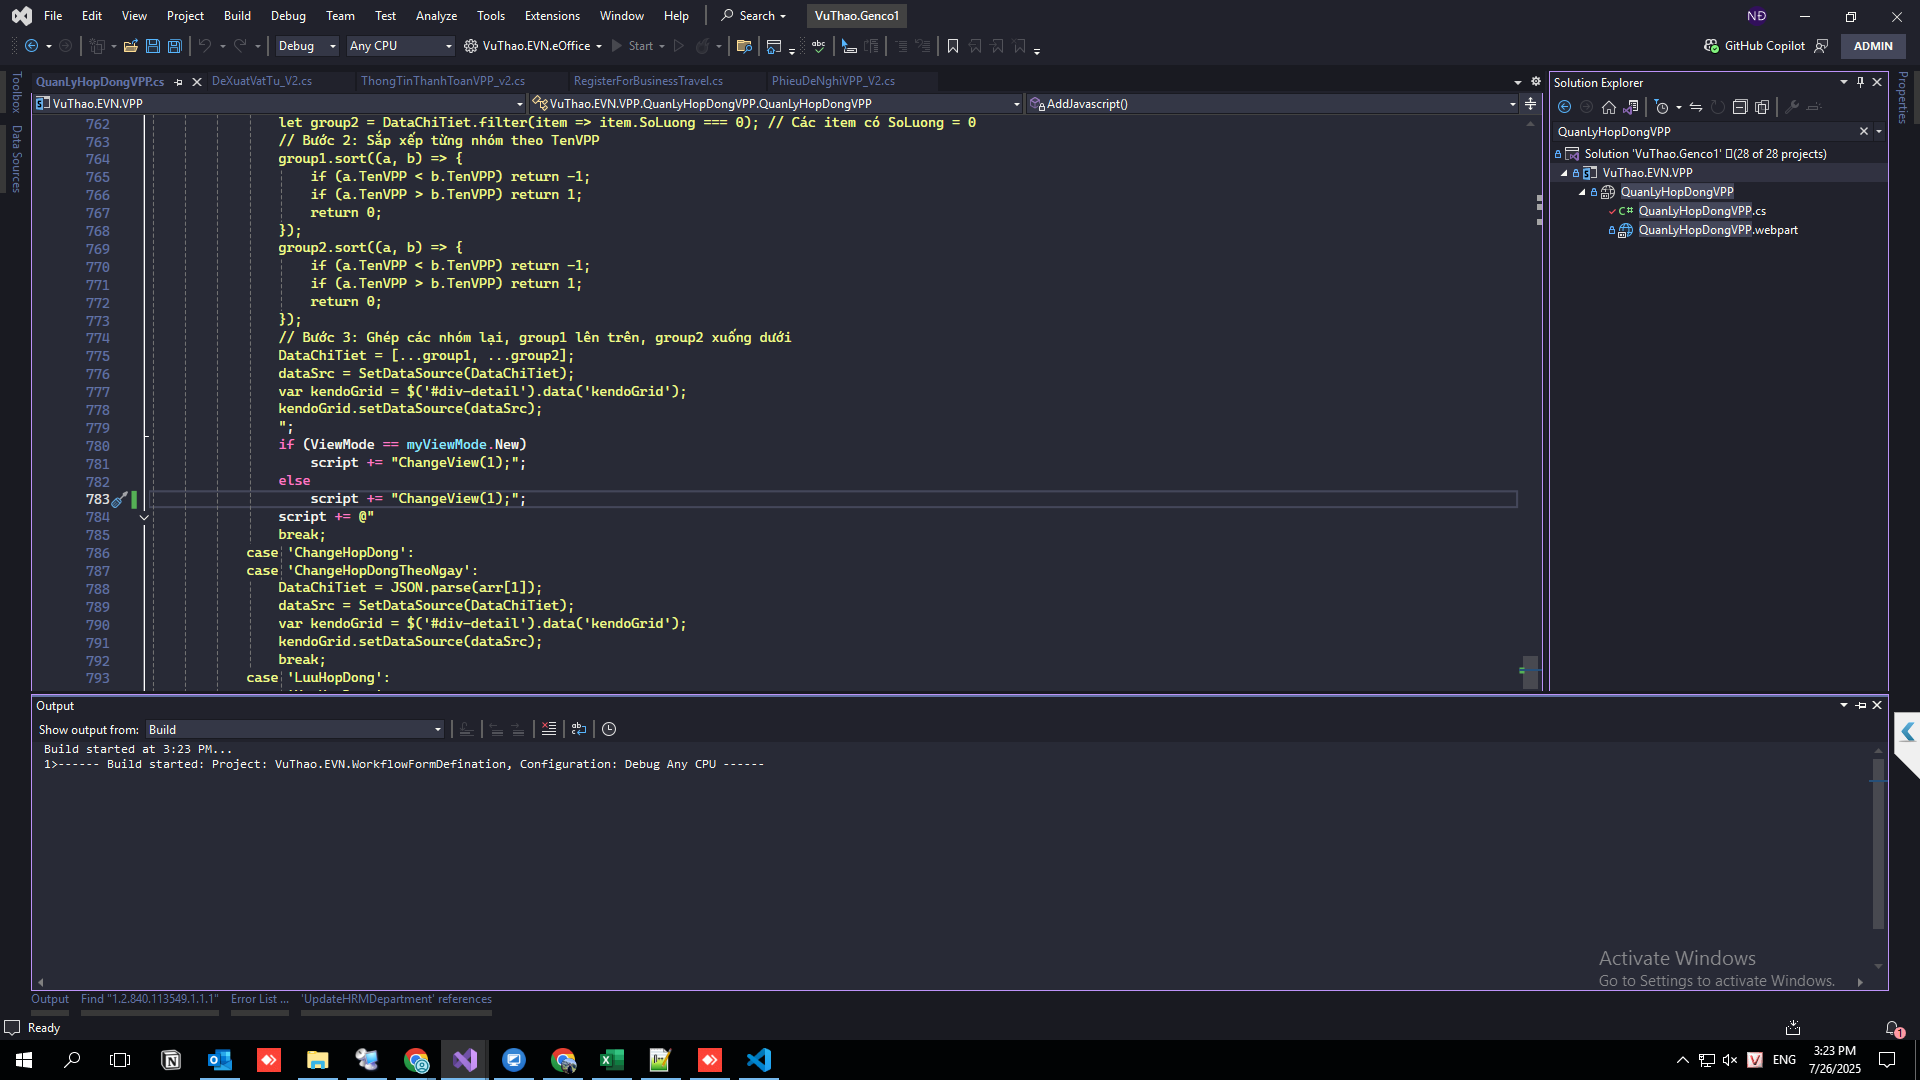 File Edit View Project Build Debug Team Test Analyze Tools Extensions Window Help Search VuThao.Genco1 NĐ
Debug Any CPU VuThao.EVN.eOffice Start GitHub Copilot ADMIN
QuanLyHopDongVPP.cs DeXuatVatTu_V2.cs ThongTinThanhToanVPP_v2.cs RegisterForBusinessTravel.cs PhieuDeNghiVPP_V2.cs
VuThao.EVN.VPP VuThao.EVN.VPP.QuanLyHopDongVPP.QuanLyHopDongVPP AddJavascript()
Toolbox
Data Sources
762 let group2 = DataChiTiet.filter(item => item.SoLuong === 0); // Các item có SoLuong = 0
763 // Bước 2: Sắp xếp từng nhóm theo TenVPP
764 group1.sort((a, b) => {
765 if (a.TenVPP < b.TenVPP) return -1;
766 if (a.TenVPP > b.TenVPP) return 1;
767 return 0;
768 });
769 group2.sort((a, b) => {
770 if (a.TenVPP < b.TenVPP) return -1;
771 if (a.TenVPP > b.TenVPP) return 1;
772 return 0;
773 });
774 // Bước 3: Ghép các nhóm lại, group1 lên trên, group2 xuống dưới
775 DataChiTiet = [...group1, ...group2];
776 dataSrc = SetDataSource(DataChiTiet);
777 var kendoGrid = $('#div-detail').data('kendoGrid');
778 kendoGrid.setDataSource(dataSrc);
779 ";
780 if (ViewMode == myViewMode.New)
781 script += "ChangeView(1);";
782 else
783 script += "ChangeView(1);";
784 script += @"
785 break;
786 case 'ChangeHopDong':
787 case 'ChangeHopDongTheoNgay':
788 DataChiTiet = JSON.parse(arr[1]);
789 dataSrc = SetDataSource(DataChiTiet);
790 var kendoGrid = $('#div-detail').data('kendoGrid');
791 kendoGrid.setDataSource(dataSrc);
792 break;
793 case 'LuuHopDong':
Solution Explorer
QuanLyHopDongVPP
Solution 'VuThao.Genco1' (28 of 28 projects)
VuThao.EVN.VPP
QuanLyHopDongVPP
C# QuanLyHopDongVPP.cs
QuanLyHopDongVPP.webpart
Properties
Output
Show output from: Build
Build started at 3:23 PM...
1>------ Build started: Project: VuThao.EVN.WorkflowFormDefination, Configuration: Debug Any CPU ------
Activate Windows
Go to Settings to activate Windows.
Output Find "1.2.840.113549.1.1.1" Error List ... 'UpdateHRMDepartment' references
Ready 1
ENG 3:23 PM
7/26/2025